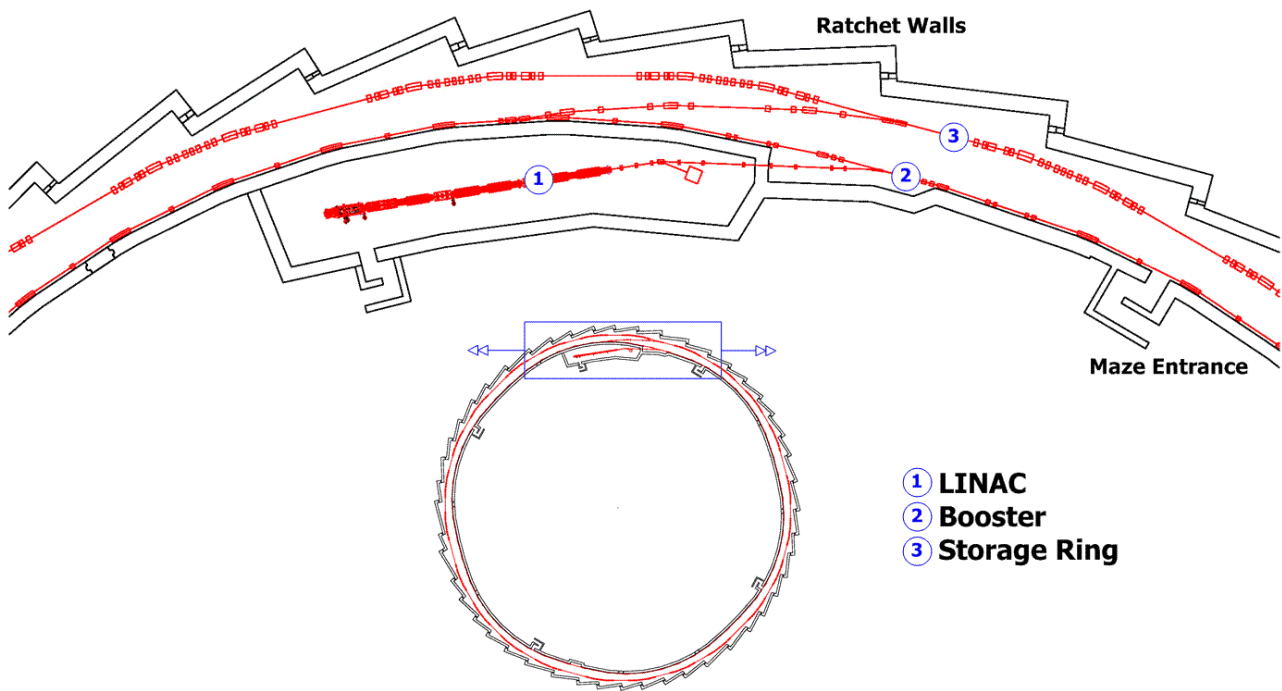 Ratchet Walls
3
1
2
Maze Entrance
1 LINAC
2 Booster
3 Storage Ring